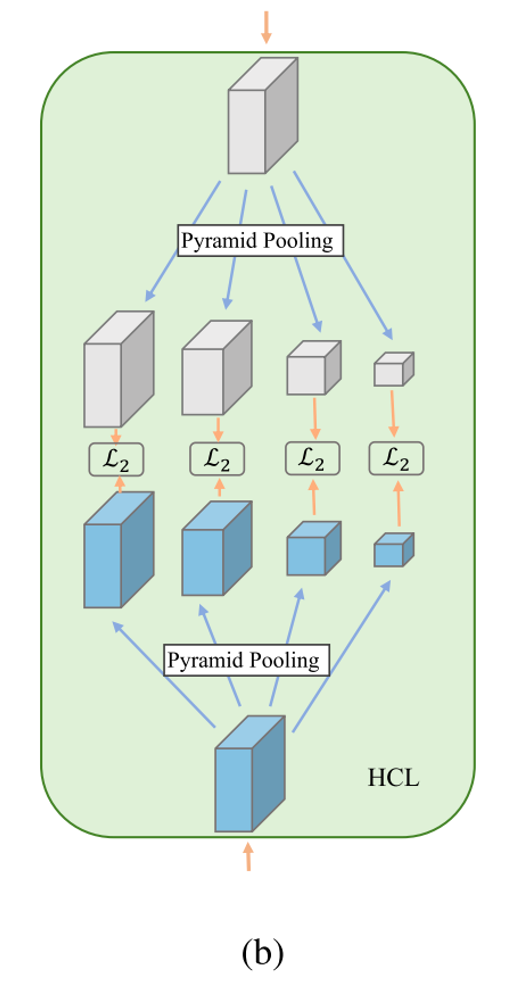 Pyramid Pooling
ℒ₂ ℒ₂ ℒ₂ ℒ₂
Pyramid Pooling
HCL
(b)